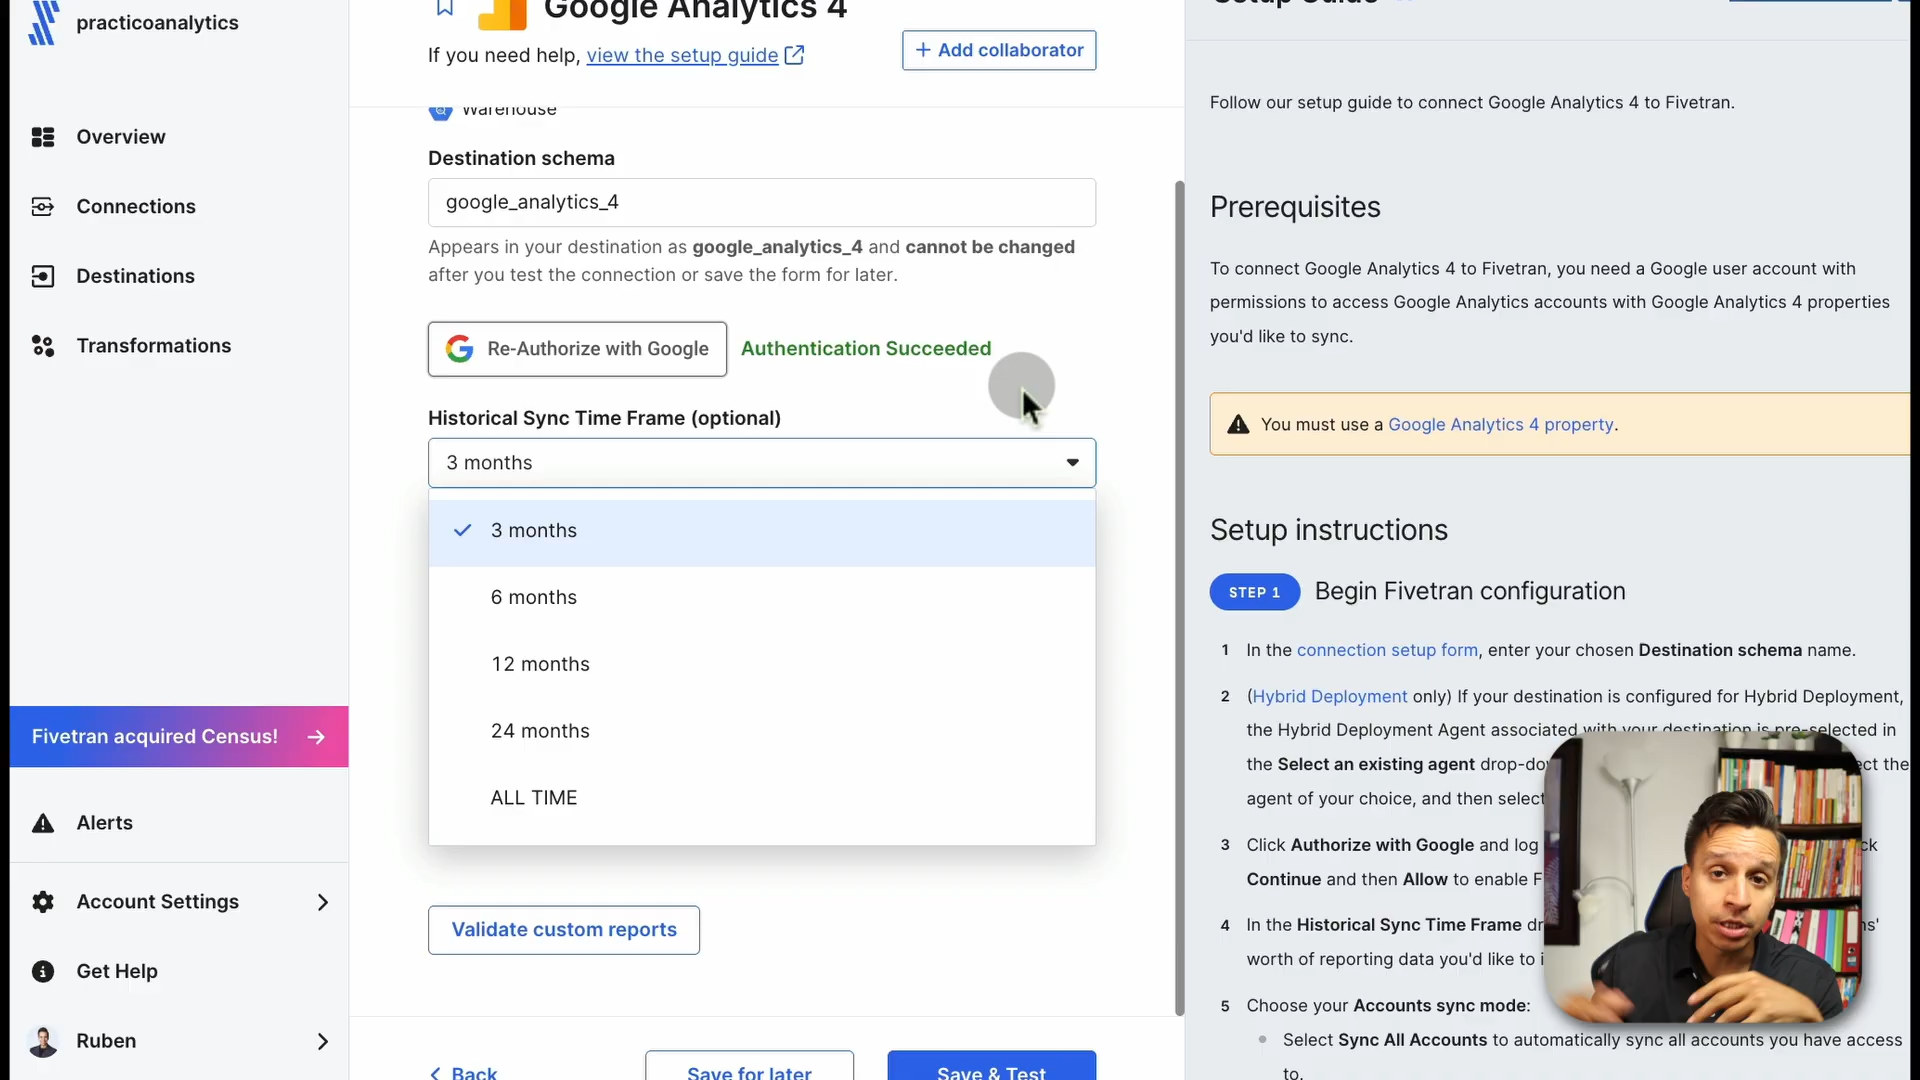 practicoanalytics
Overview
Connections
Destinations
Transformations
Fivetran acquired Census!
Alerts
Account Settings
Get Help
Ruben
Google Analytics 4
If you need help, view the setup guide
+ Add collaborator
Warehouse
Destination schema
google_analytics_4
Appears in your destination as google_analytics_4 and cannot be changed
after you test the connection or save the form for later.
Re-Authorize with Google
Authentication Succeeded
Historical Sync Time Frame (optional)
3 months
3 months
6 months
12 months
24 months
ALL TIME
Validate custom reports
Back
Save for later
Save & Test
Setup Guide
Follow our setup guide to connect Google Analytics 4 to Fivetran.
Prerequisites
To connect Google Analytics 4 to Fivetran, you need a Google user account with
permissions to access Google Analytics accounts with Google Analytics 4 properties
you'd like to sync.
You must use a Google Analytics 4 property.
Setup instructions
STEP 1 Begin Fivetran configuration
1 In the connection setup form, enter your chosen Destination schema name.
2 (Hybrid Deployment only) If your destination is configured for Hybrid Deployment,
the Hybrid Deployment Agent associated with your destination is pre-selected in
the Select an existing agent the
agent of your choice, and then
3 Click Authorize with Google and log
Continue and then Allow to enable
4 In the Historical Sync Time Frame
worth of reporting data you'd like to
5 Choose your Accounts sync mode:
Select Sync All Accounts to automatically sync all accounts you have access
to.